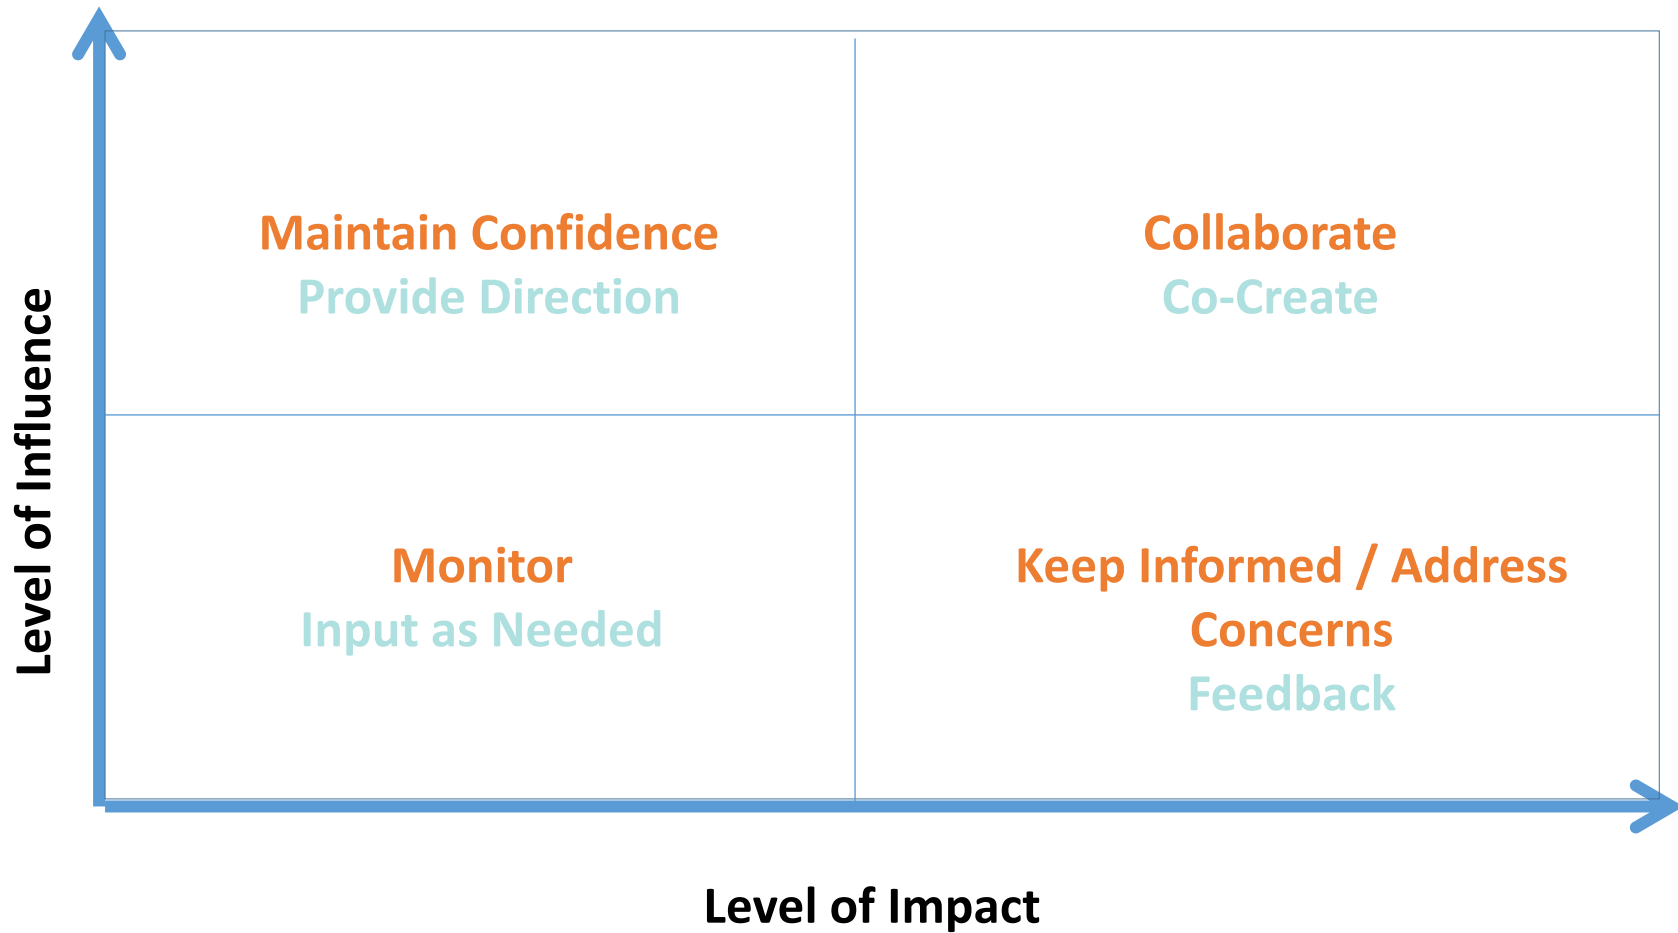 Level of Influence
Maintain Confidence
Provide Direction
Collaborate
Co-Create
Monitor
Input as Needed
Keep Informed / Address
Concerns
Feedback
Level of Impact